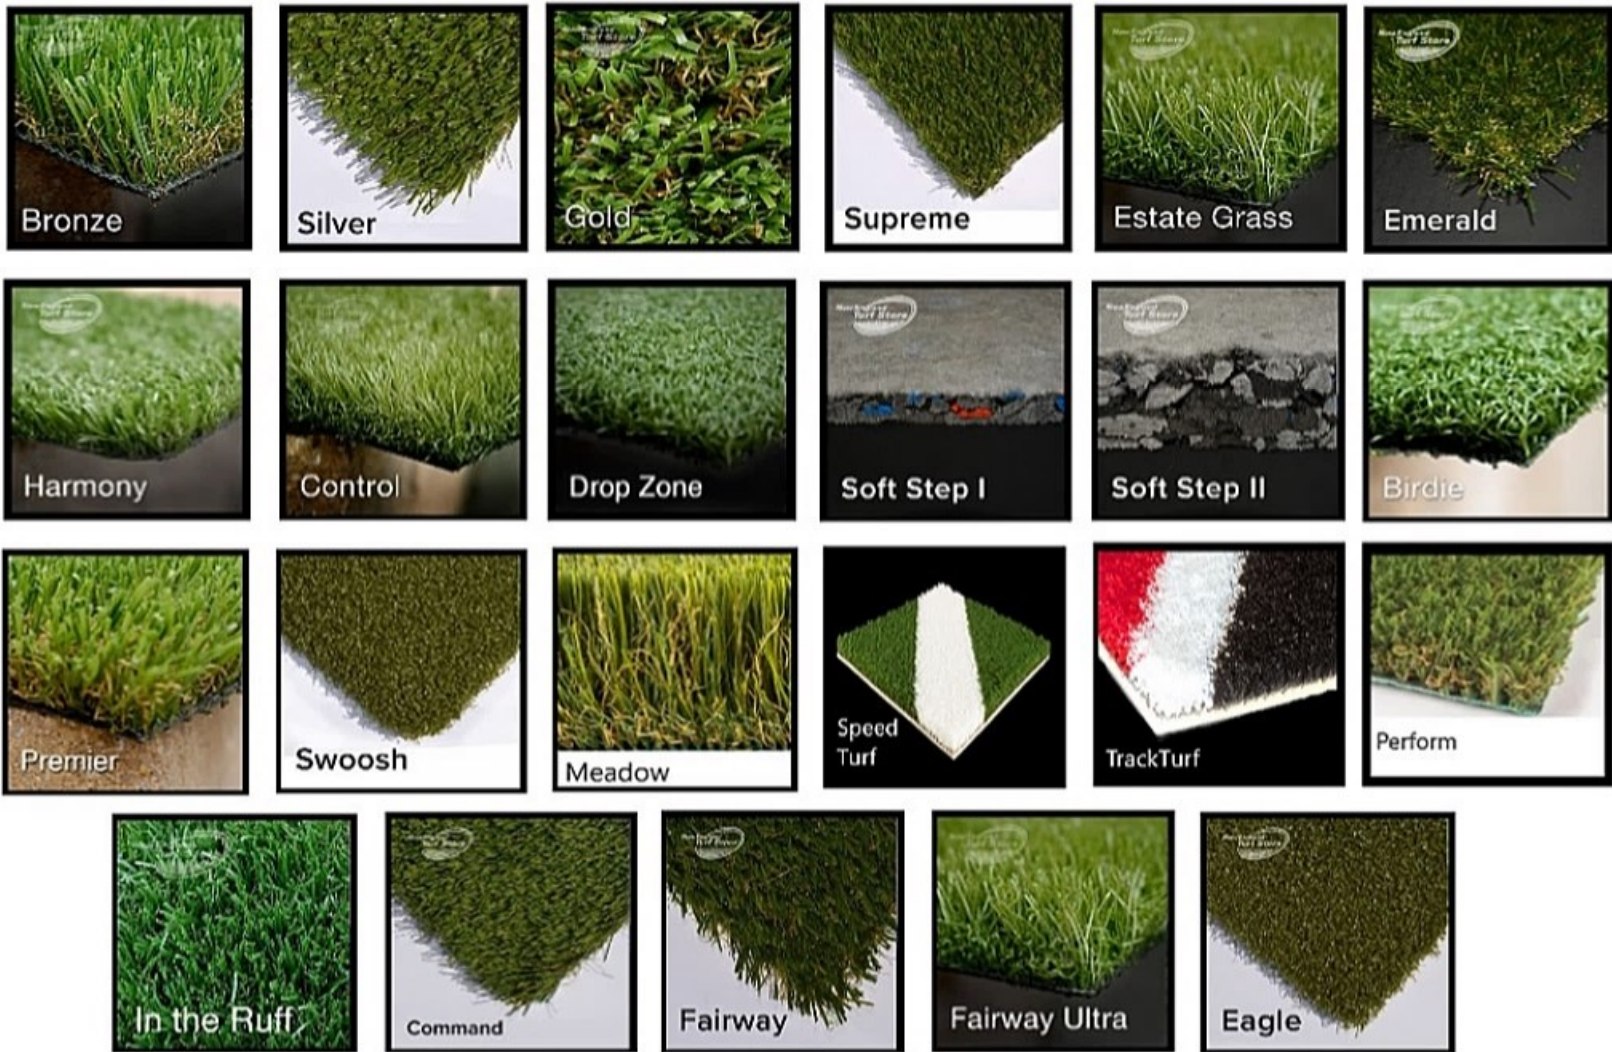 Bronze
Silver
Gold
Supreme
Estate Grass
Emerald
Harmony
Control
Drop Zone
Soft Step I
Soft Step II
Birdie
Premier
Swoosh
Meadow
Speed
Turf
TrackTurf
Perform
In the Ruff
Command
Fairway
Fairway Ultra
Eagle